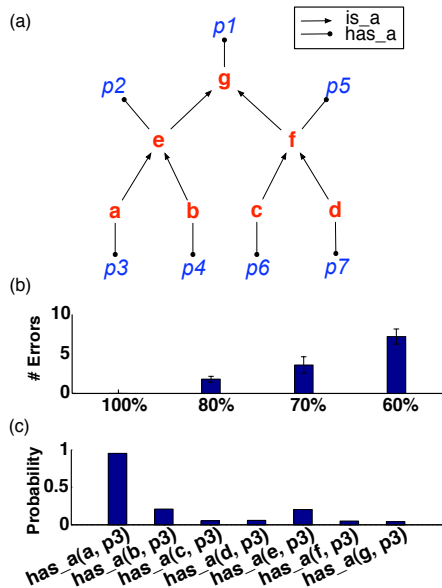 (a)
p1
is_a
has_a
g
p2
p5
e
f
a
b
c
d
p3
p4
p6
p7
(b)
# Errors
10
5
0
100%
80%
70%
60%
(c)
Probability
1
0.5
0
has_a(a, p3)
has_a(b, p3)
has_a(c, p3)
has_a(d, p3)
has_a(e, p3)
has_a(f, p3)
has_a(g, p3)